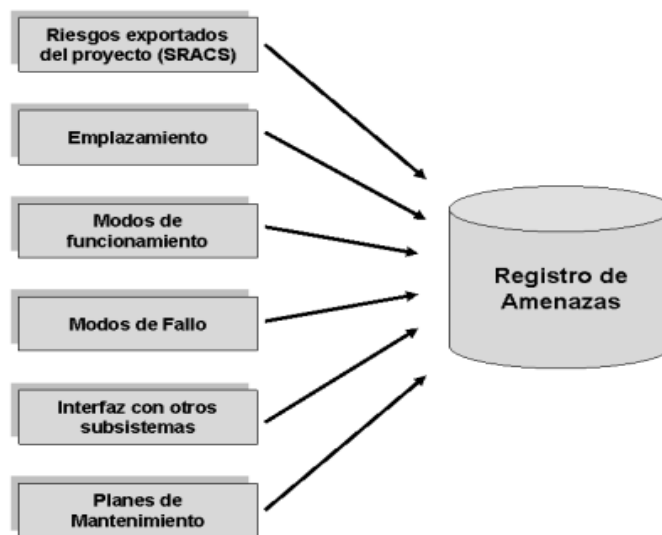 Riesgos exportados
del proyecto (SRACS)
Emplazamiento
Modos de
funcionamiento
Modos de Fallo
Interfaz con otros
subsistemas
Planes de
Mantenimiento
Registro de
Amenazas